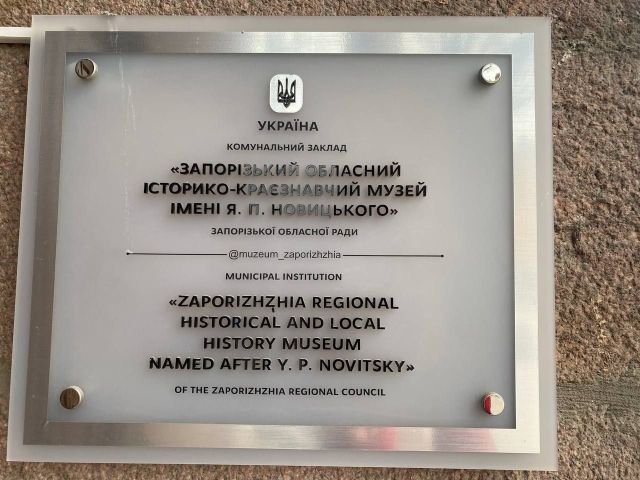 УКРАЇНА
КОМУНАЛЬНИЙ ЗАКЛАД
«ЗАПОРІЗЬКИЙ ОБЛАСНИЙ
ІСТОРИКО-КРАЄЗНАВЧИЙ МУЗЕЙ
ІМЕНІ Я. П. НОВИЦЬКОГО»
ЗАПОРІЗЬКОЇ ОБЛАСНОЇ РАДИ
@muzeum_zaporizhzhia
MUNICIPAL INSTITUTION
«ZAPORIZHZHIA REGIONAL
HISTORICAL AND LOCAL
HISTORY MUSEUM
NAMED AFTER Y. P. NOVITSKY»
OF THE ZAPORIZHZHIA REGIONAL COUNCIL